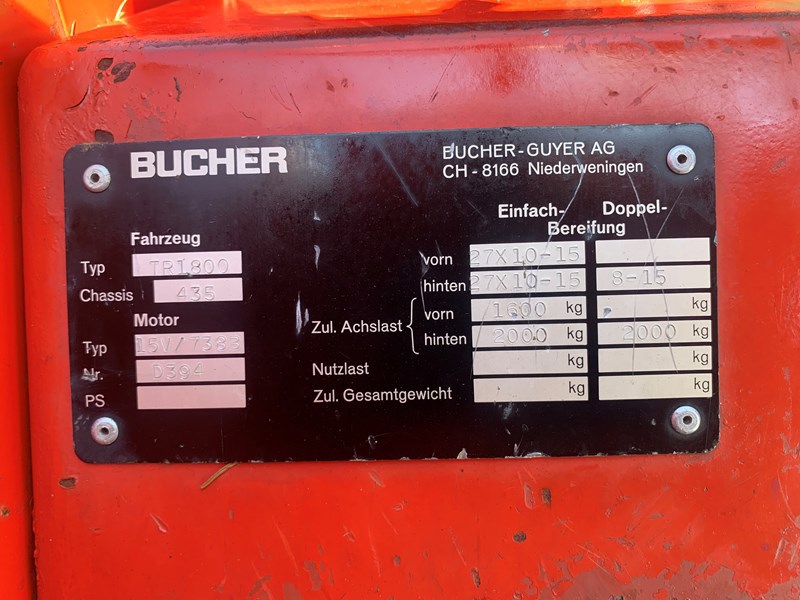 BUCHER
BUCHER-GUYER AG
CH-8166 Niederweningen
Einfach- Doppel-
Bereifung
Fahrzeug
Typ TR1800
Chassis 435
Motor
Typ
Nr. D304
PS
vorn 27X10-15
hinten 27X10-15 8-15
Zul. Achslast { vorn 1600 kg kg
hinten 2000 kg 2000 kg
Nutzlast kg kg
Zul. Gesamtgewicht kg kg